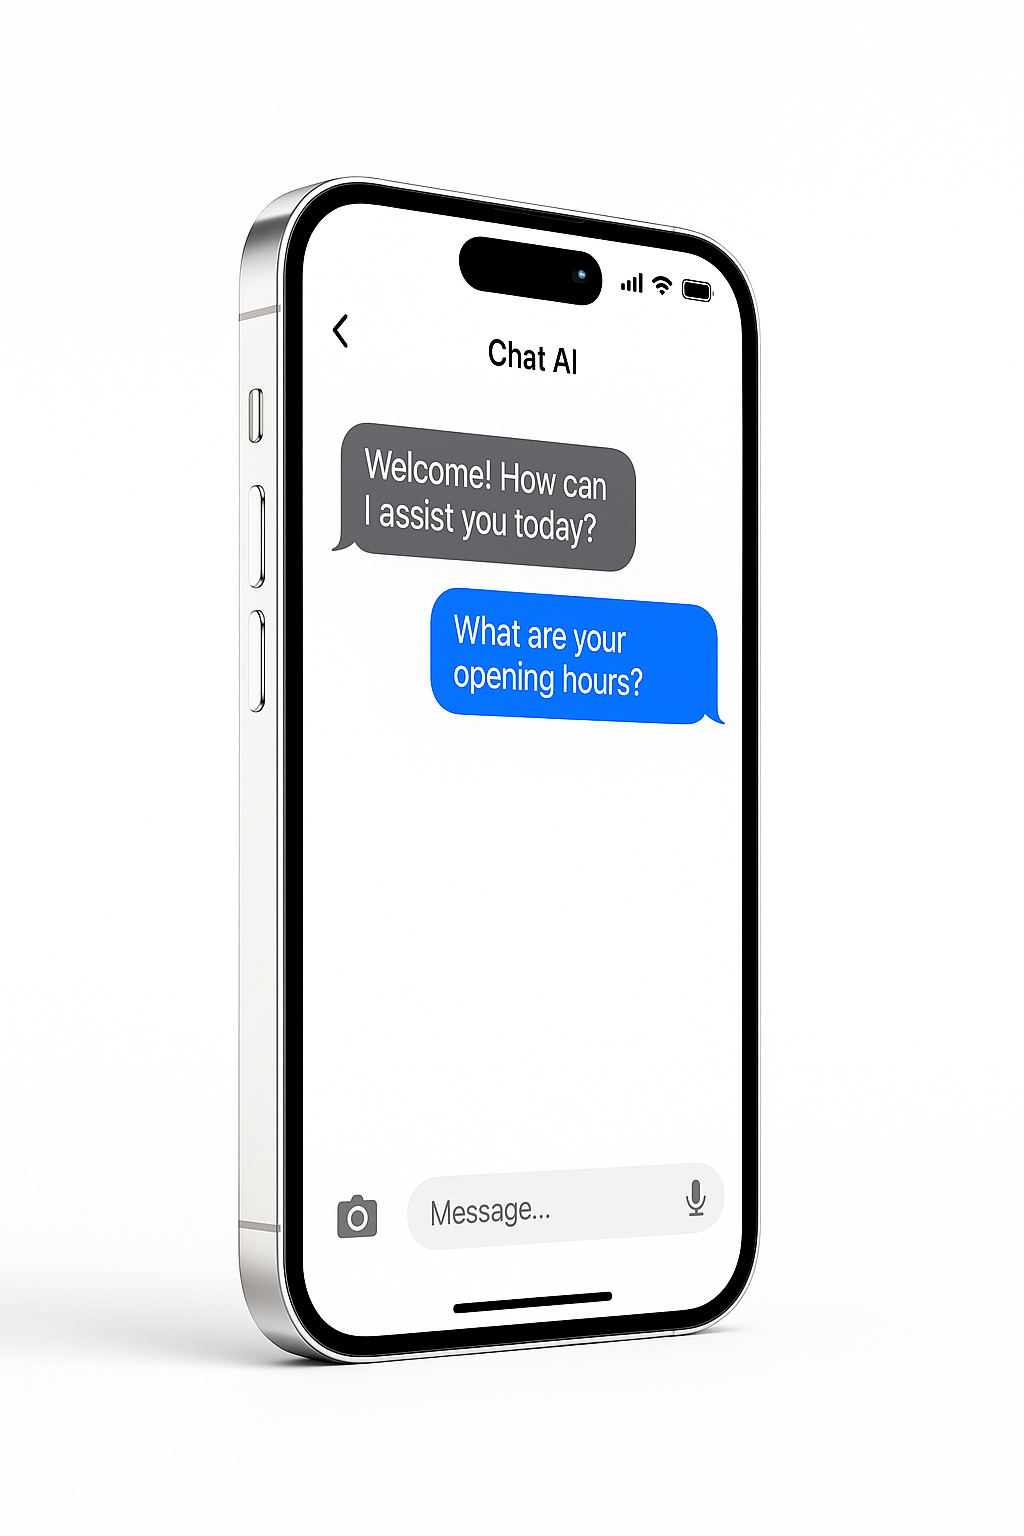 Chat AI
Welcome! How can
I assist you today?
What are your
opening hours?
Message...